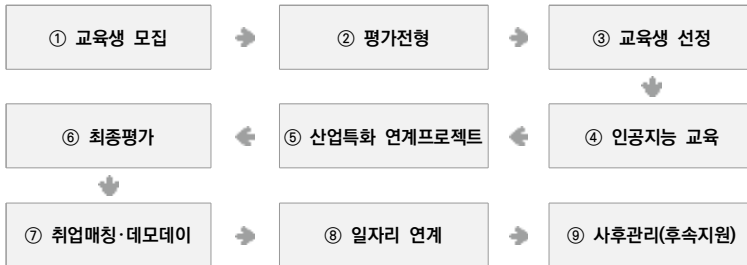 ① 교육생 모집
② 평가전형
③ 교육생 선정
④ 인공지능 교육
⑤ 산업특화 연계프로젝트
⑥ 최종평가
⑦ 취업매칭·데모데이
⑧ 일자리 연계
⑨ 사후관리(후속지원)